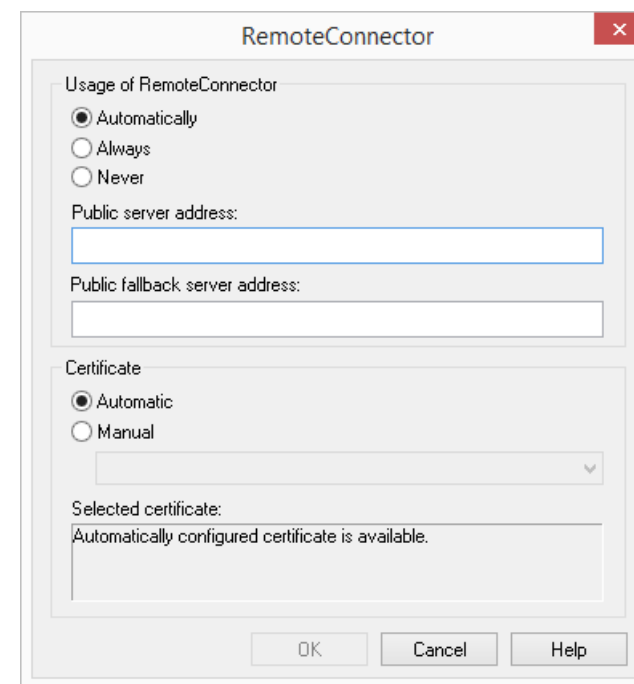 RemoteConnector
Usage of RemoteConnector
Automatically
Always
Never
Public server address:
Public fallback server address:
Certificate
Automatic
Manual
Selected certificate:
Automatically configured certificate is available.
OK Cancel Help